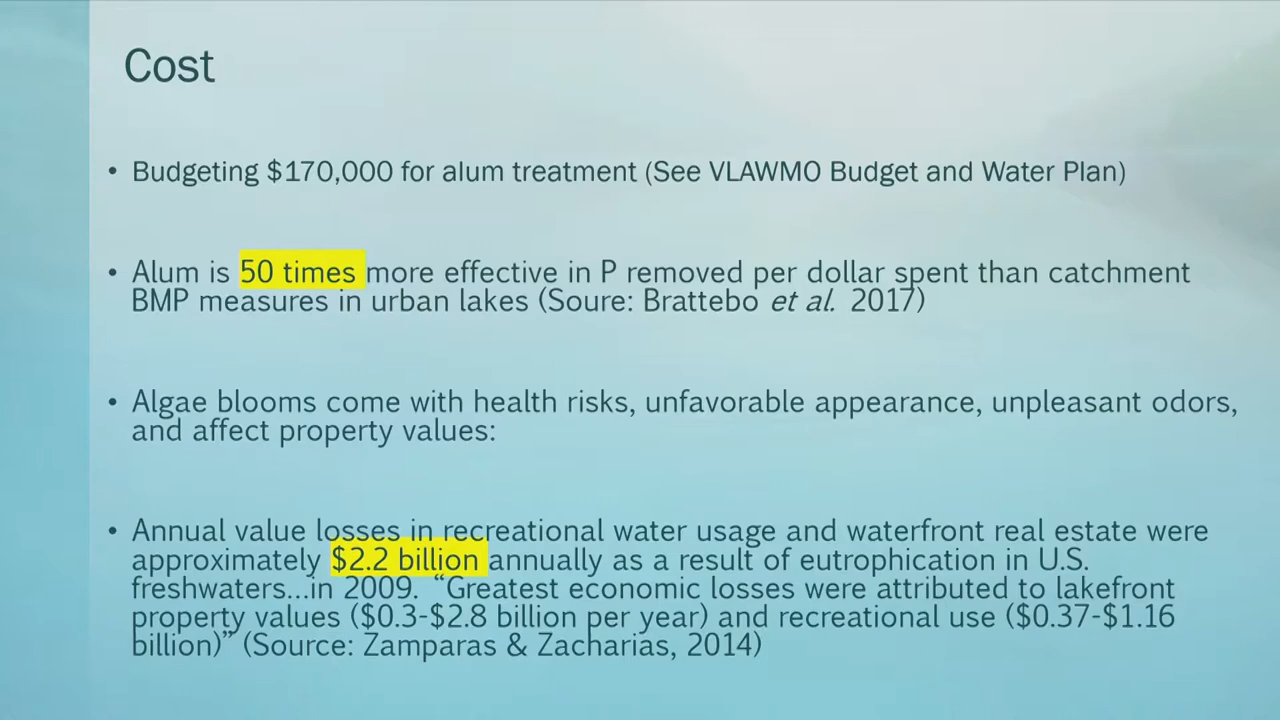 Cost
• Budgeting $170,000 for alum treatment (See VLAWMO Budget and Water Plan)
• Alum is 50 times more effective in P removed per dollar spent than catchment
BMP measures in urban lakes (Soure: Brattebo et al. 2017)
• Algae blooms come with health risks, unfavorable appearance, unpleasant odors,
and affect property values:
• Annual value losses in recreational water usage and waterfront real estate were
approximately $2.2 billion annually as a result of eutrophication in U.S.
freshwaters...in 2009. “Greatest economic losses were attributed to lakefront
property values ($0.3-$2.8 billion per year) and recreational use ($0.37-$1.16
billion)” (Source: Zamparas & Zacharias, 2014)